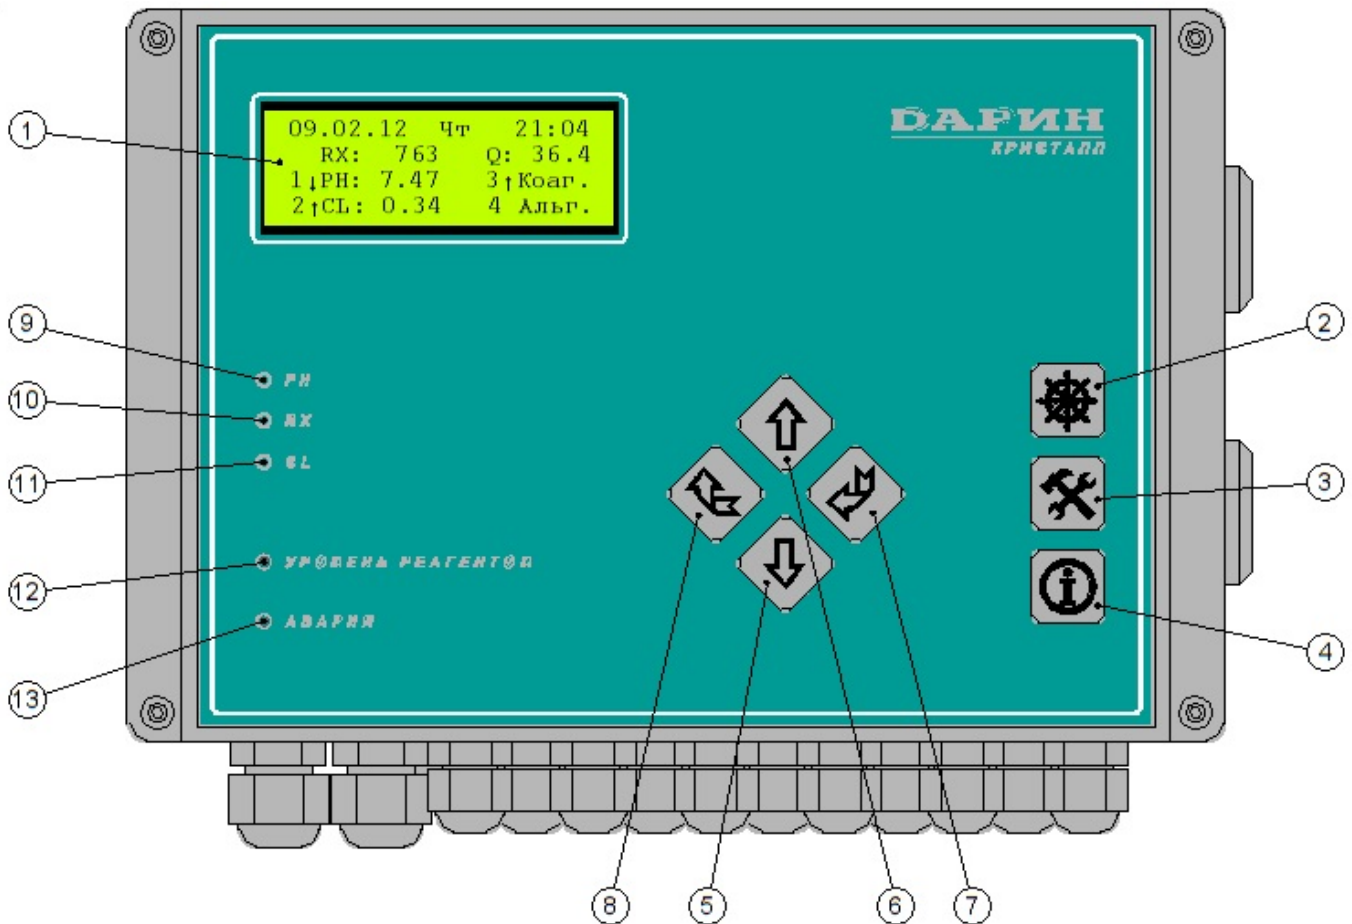 09.02.12 Чт 21:04
RX: 763 Q: 36.4
1↓PH: 7.47 3↑Коаг.
2↑CL: 0.34 4 Альг.
ДАРИН
КРИСТАЛЛ
PH
RX
CL
УРОВЕНЬ РЕАГЕНТОВ
АВАРИЯ
1
9
10
11
12
13
2
3
4
8
5
6
7